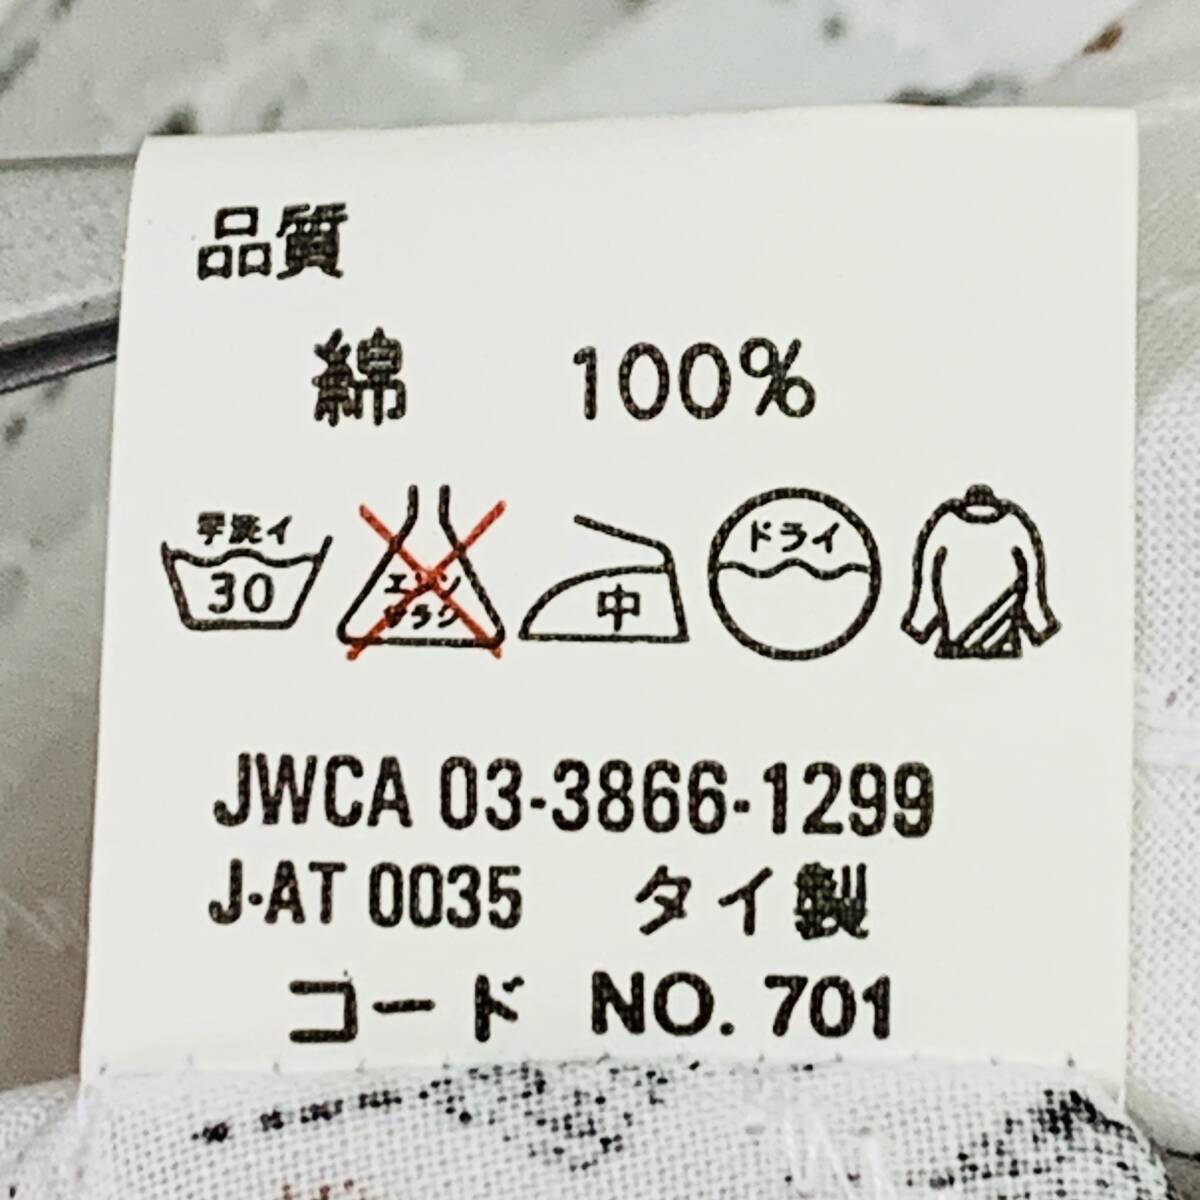 品質
綿 100%
手洗イ 30 エンソサラシ 中 ドライ
JWCA 03-3866-1299
J·AT 0035 タイ製
コード NO. 701